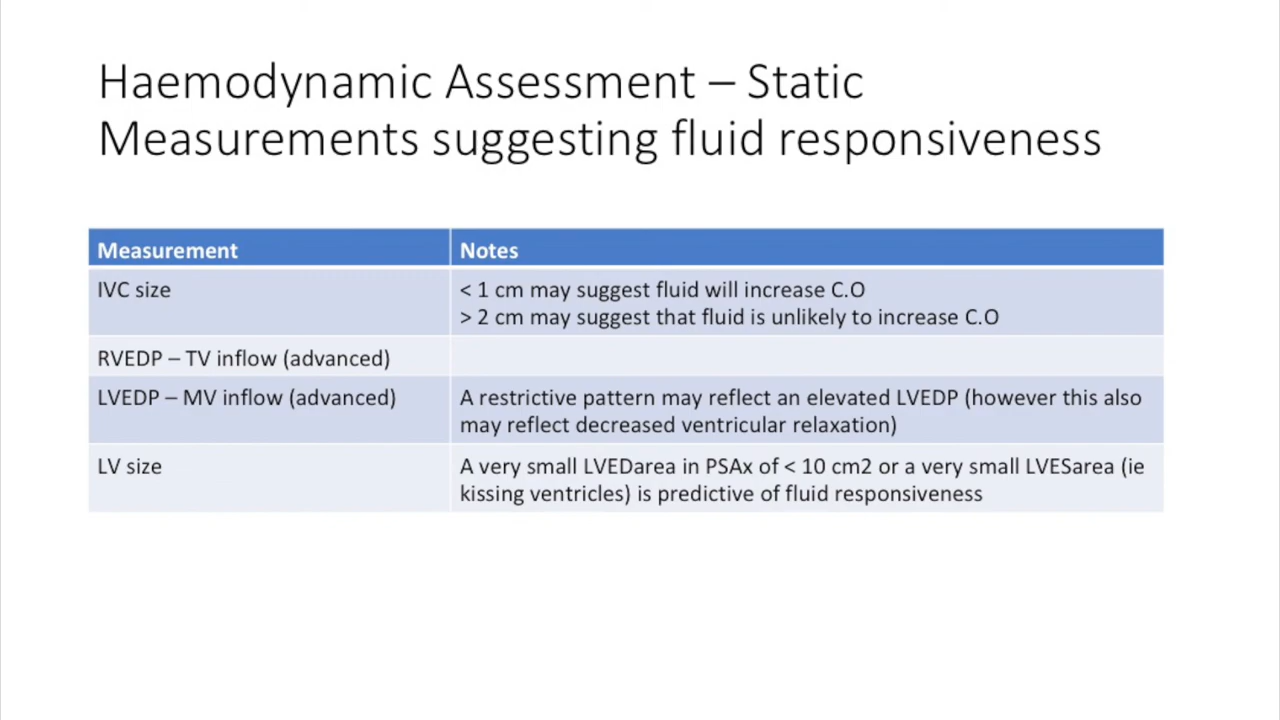 Haemodynamic Assessment – Static
Measurements suggesting fluid responsiveness
Measurement
Notes
IVC size
< 1 cm may suggest fluid will increase C.O
> 2 cm may suggest that fluid is unlikely to increase C.O
RVEDP – TV inflow (advanced)
LVEDP – MV inflow (advanced)
A restrictive pattern may reflect an elevated LVEDP (however this also
may reflect decreased ventricular relaxation)
LV size
A very small LVEDarea in PSAx of < 10 cm2 or a very small LVESarea (ie
kissing ventricles) is predictive of fluid responsiveness